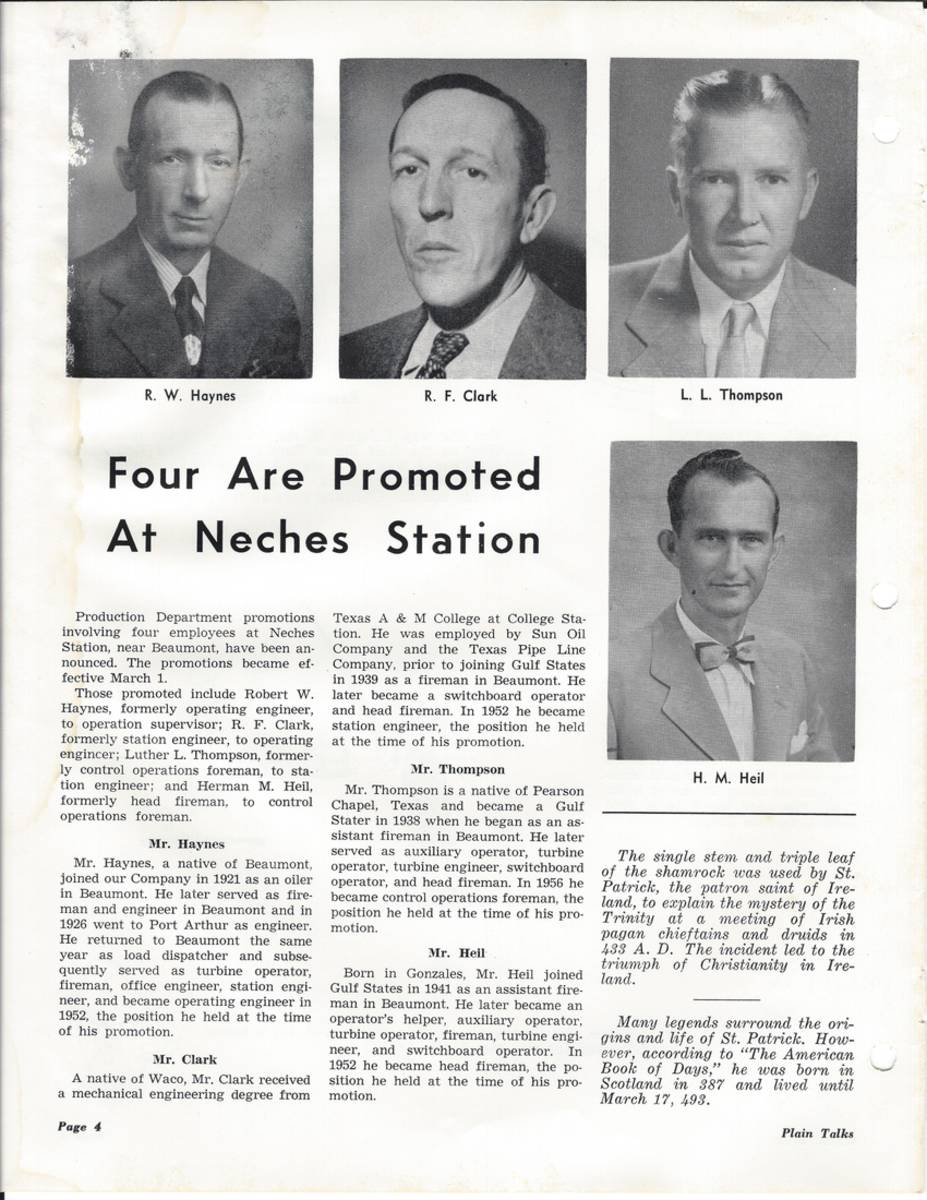 R. W. Haynes
R. F. Clark
L. L. Thompson
Four Are Promoted
At Neches Station
H. M. Heil
Production Department promotions
involving four employees at Neches
Station, near Beaumont, have been an-
nounced. The promotions became ef-
fective March 1.
Those promoted include Robert W.
Haynes, formerly operating engineer,
to operation supervisor; R. F. Clark,
formerly station engineer, to operating
engineer; Luther L. Thompson, former-
ly control operations foreman, to sta-
tion engineer; and Herman M. Heil,
formerly head fireman, to control
operations foreman.
Mr. Haynes
Mr. Haynes, a native of Beaumont,
joined our Company in 1921 as an oiler
in Beaumont. He later served as fire-
man and engineer in Beaumont and in
1926 went to Port Arthur as engineer.
He returned to Beaumont the same
year as load dispatcher and subse-
quently served as turbine operator,
fireman, office engineer, station engi-
neer, and became operating engineer in
1952, the position he held at the time
of his promotion.
Mr. Clark
A native of Waco, Mr. Clark received
a mechanical engineering degree from
Texas A & M College at College Sta-
tion. He was employed by Sun Oil
Company and the Texas Pipe Line
Company, prior to joining Gulf States
in 1939 as a fireman in Beaumont. He
later became a switchboard operator
and head fireman. In 1952 he became
station engineer, the position he held
at the time of his promotion.
Mr. Thompson
Mr. Thompson is a native of Pearson
Chapel, Texas and became a Gulf
Stater in 1938 when he began as an as-
sistant fireman in Beaumont. He later
served as auxiliary operator, turbine
operator, turbine engineer, switchboard
operator, and head fireman. In 1956 he
became control operations foreman, the
position he held at the time of his pro-
motion.
Mr. Heil
Born in Gonzales, Mr. Heil joined
Gulf States in 1941 as an assistant fire-
man in Beaumont. He later became an
operator's helper, auxiliary operator,
turbine operator, fireman, turbine engi-
neer, and switchboard operator. In
1952 he became head fireman, the po-
sition he held at the time of his pro-
motion.
The single stem and triple leaf
of the shamrock was used by St.
Patrick, the patron saint of Ire-
land, to explain the mystery of the
Trinity at a meeting of Irish
pagan chieftains and druids in
433 A. D. The incident led to the
triumph of Christianity in Ire-
land.
Many legends surround the ori-
gins and life of St. Patrick. How-
ever, according to "The American
Book of Days," he was born in
Scotland in 387 and lived until
March 17, 493.
Page 4
Plain Talks